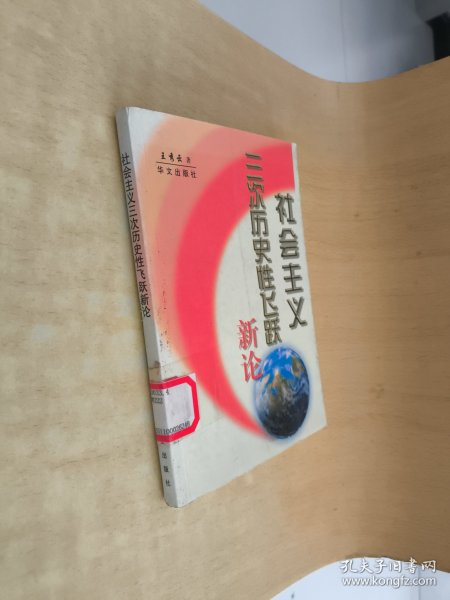 社会主义
三次历史性飞跃
新论
王秀云 著
华文出版社
社会主义三次历史性飞跃新论
出版社
孔夫子旧书网
www.kongfz.com